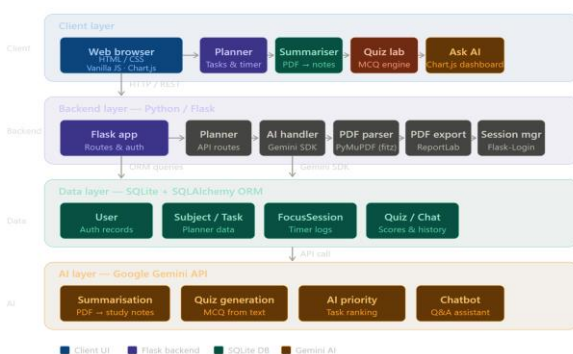 Client layer
Client
Web browser
HTML / CSS
Vanilla JS · Chart.js
Planner
Tasks & timer
Summariser
PDF → notes
Quiz lab
MCQ engine
Ask AI
Chart.js dashboard
HTTP / REST
Backend layer — Python / Flask
Backend
Flask app
Routes & auth
Planner
API routes
AI handler
Gemini SDK
PDF parser
PyMuPDF (fitz)
PDF export
ReportLab
Session mgr
Flask-Login
ORM queries
Gemini SDK
Data layer — SQLite + SQLAlchemy ORM
Data
User
Auth records
Subject / Task
Planner data
FocusSession
Timer logs
Quiz / Chat
Scores & history
API call
AI layer — Google Gemini API
AI
Summarisation
PDF → study notes
Quiz generation
MCQ from text
AI priority
Task ranking
Chatbot
Q&A assistant
Client UI
Flask backend
SQLite DB
Gemini AI